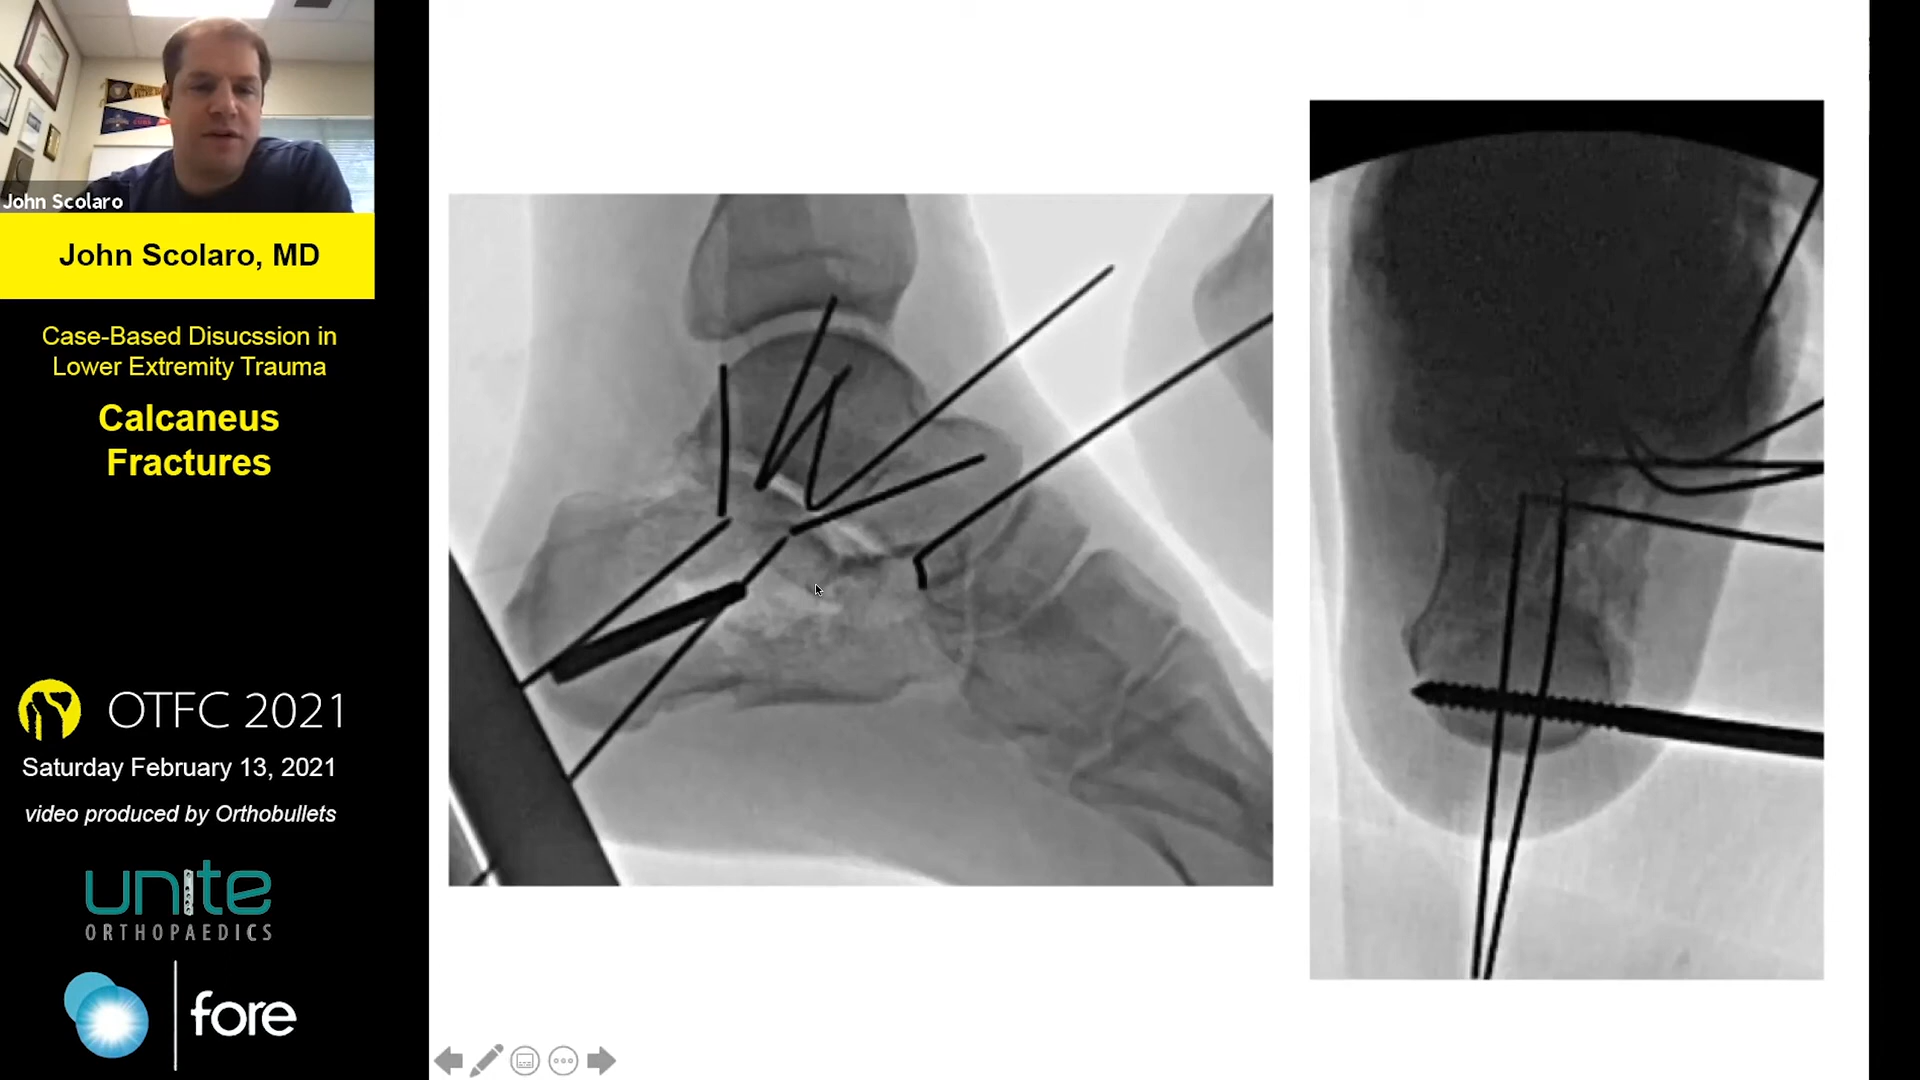 John Scolaro
John Scolaro, MD
Case-Based Disucssion in
Lower Extremity Trauma
Calcaneus
Fractures
OTFC 2021
Saturday February 13, 2021
video produced by Orthobullets
unite
ORTHOPAEDICS
fore